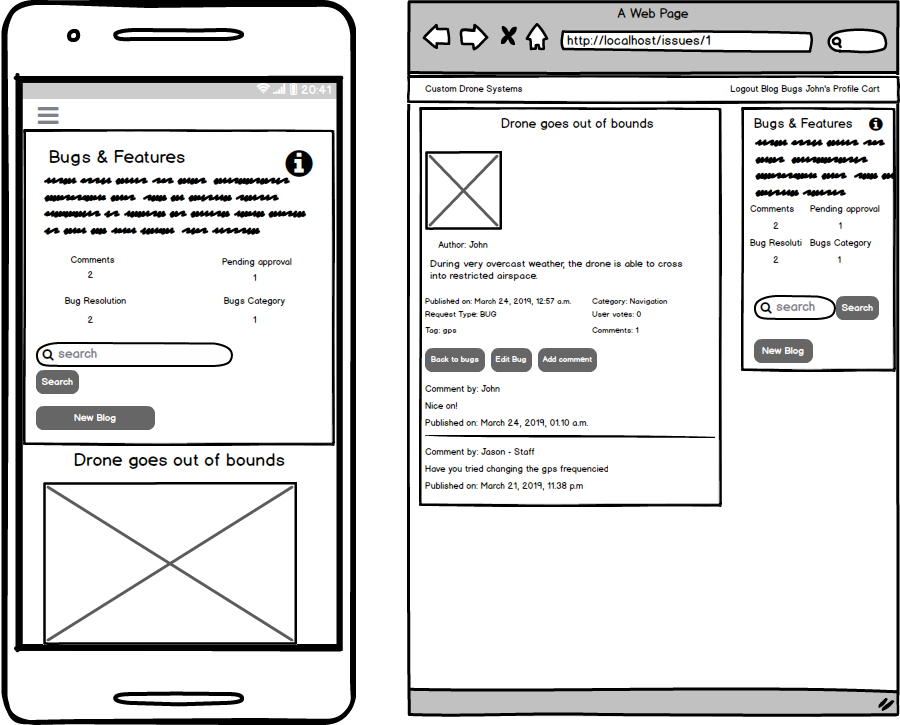 20:41
Bugs & Features
Comments
Pending approval
2
1
Bug Resolution
Bugs Category
2
1
search
Search
New Blog
Drone goes out of bounds
A Web Page
http://localhost/issues/1
Custom Drone Systems
Logout Blog Bugs John's Profile Cart
Drone goes out of bounds
Author: John
During very overcast weather, the drone is able to cross
into restricted airspace.
Published on: March 24, 2019, 12:57 a.m.
Category: Navigation
Request Type: BUG
User votes: 0
Tag: gps
Comments: 1
Back to bugs
Edit Bug
Add comment
Comment by: John
Nice on!
Published on: March 24, 2019, 01.10 a.m.
Comment by: Jason - Staff
Have you tried changing the gps frequencied
Published on: March 21, 2019, 11.38 p.m
Bugs & Features
Comments
Pending approval
2
1
Bug Resoluti
Bugs Category
2
1
search
Search
New Blog